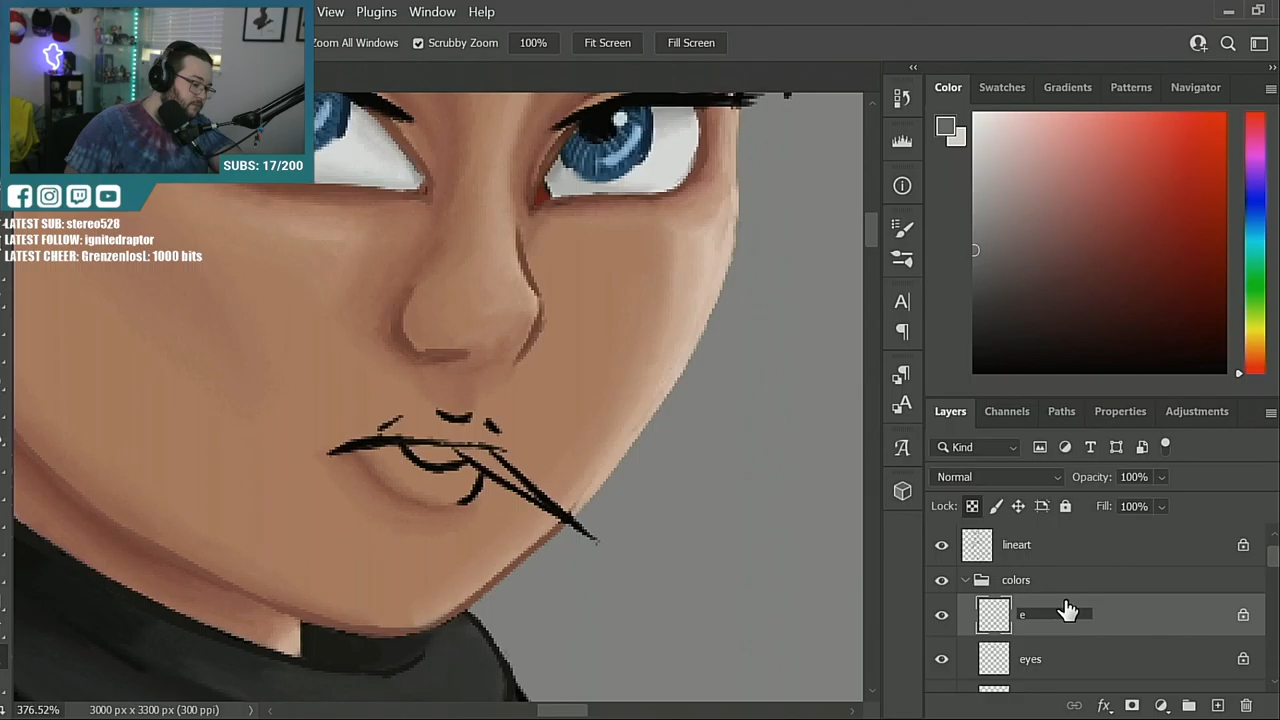 View Plugins Window Help
Zoom All Windows Scrubby Zoom 100% Fit Screen Fill Screen
SUBS: 17/200
LATEST SUB: stereo528
LATEST FOLLOW: ignitedraptor
LATEST CHEER: GrenzenlosL: 1000 bits
Color Swatches Gradients Patterns Navigator
Layers Channels Paths Properties Adjustments
Kind
Normal Opacity: 100%
Lock: Fill: 100%
lineart
colors
e
eyes
376.52% 3000 px x 3300 px (300 ppi)